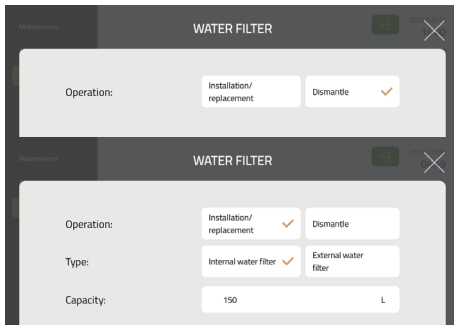 Maintenance
WATER FILTER
Operation:
Installation/
replacement
Dismantle
Maintenance
WATER FILTER
Operation:
Installation/
replacement
Dismantle
Type:
Internal water filter
External water
filter
Capacity:
150
L